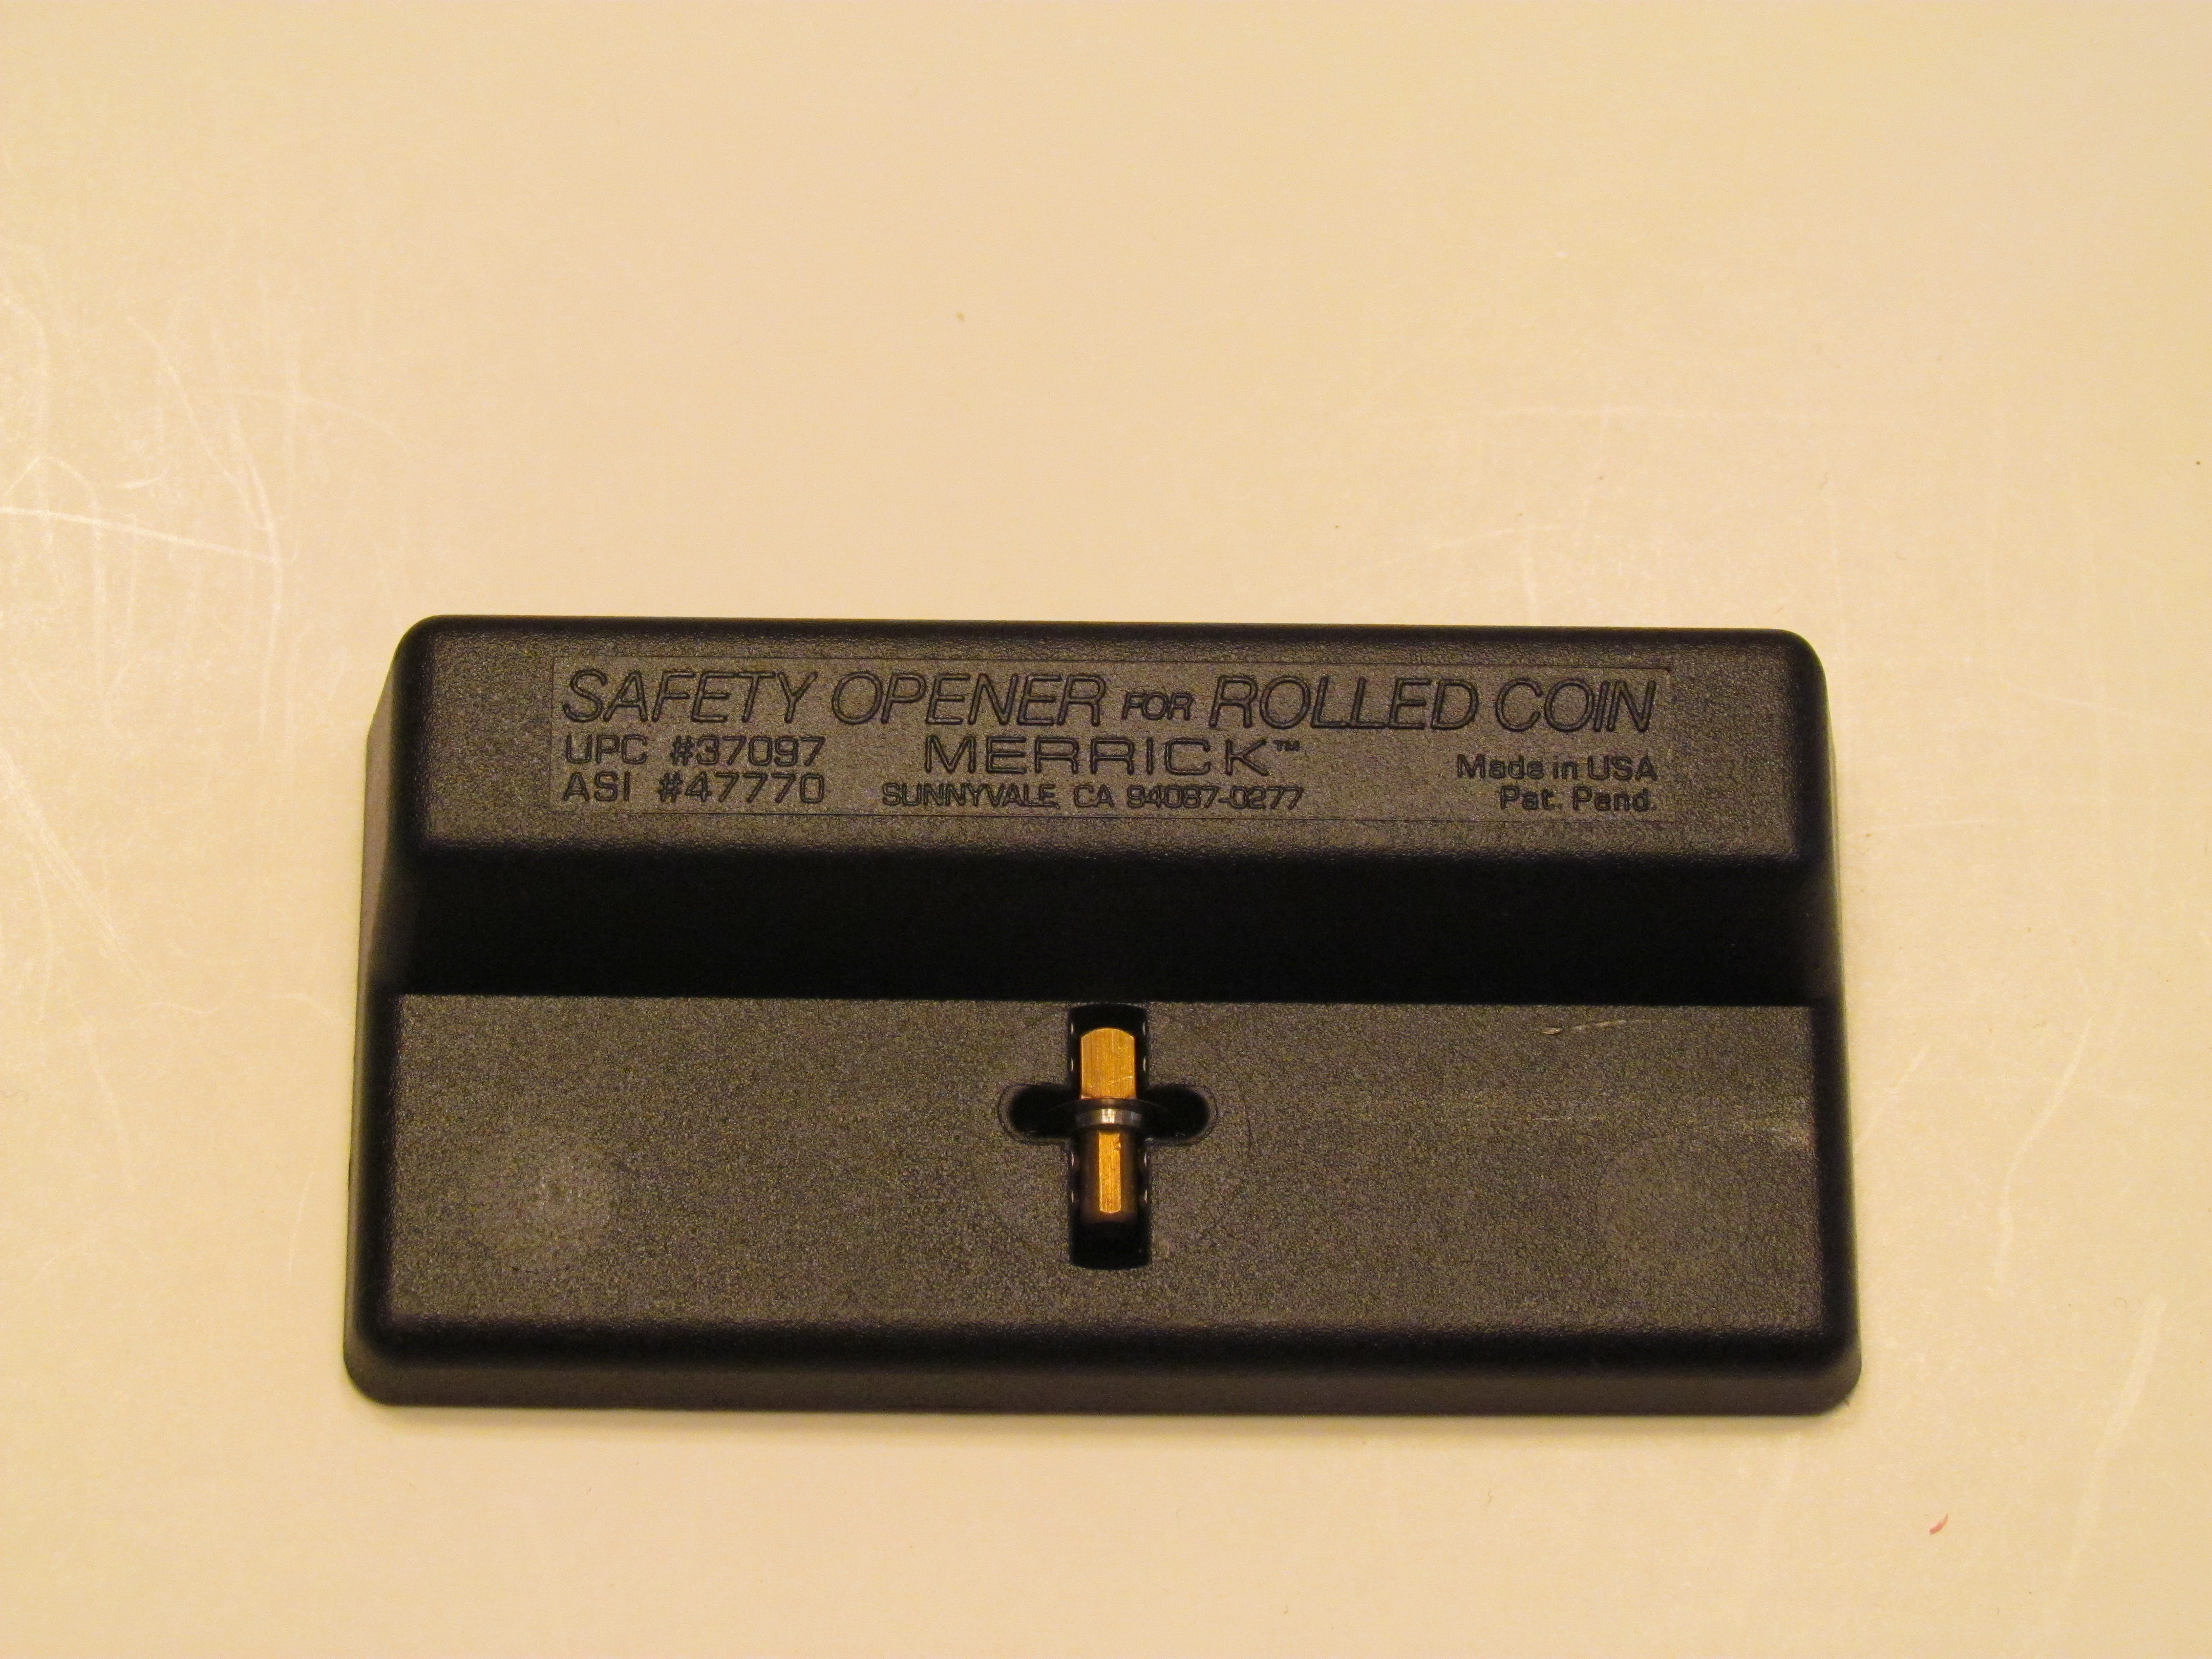 SAFETY OPENER FOR ROLLED COIN
UPC #37097
ASI #47770
MERRICK™
SUNNYVALE, CA 94087-0277
Made in USA
Pat. Pend.